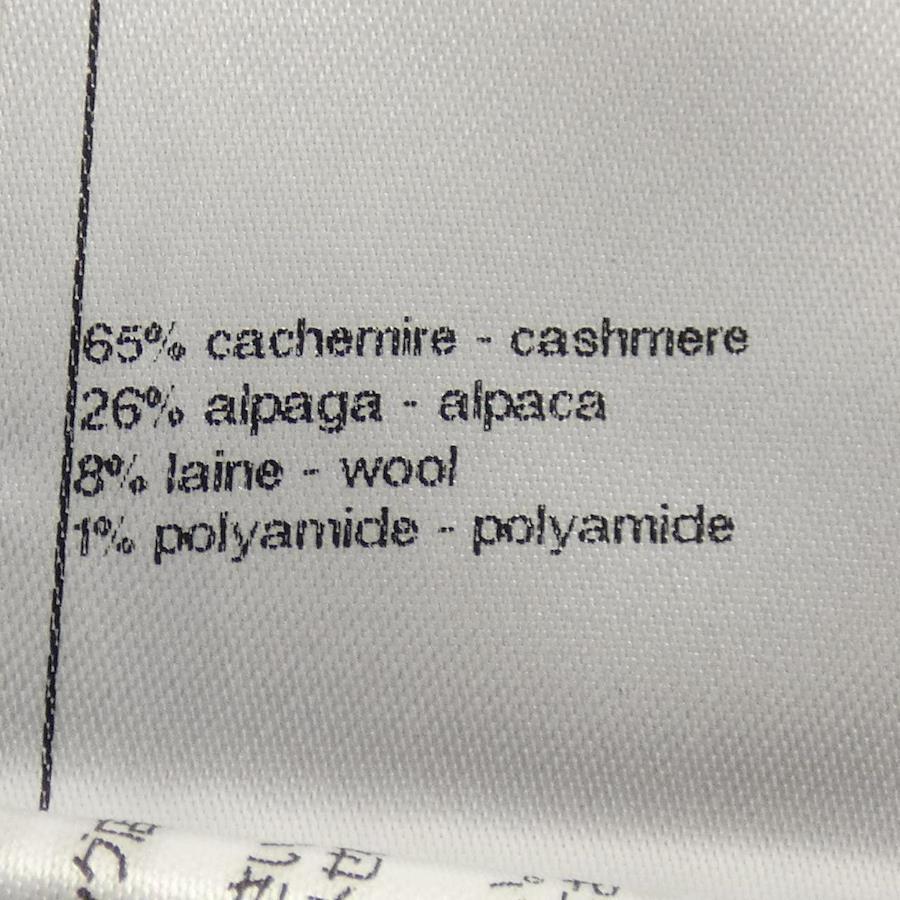 65% cachemire - cashmere
26% alpaga - alpaca
8% laine - wool
1% polyamide - polyamide